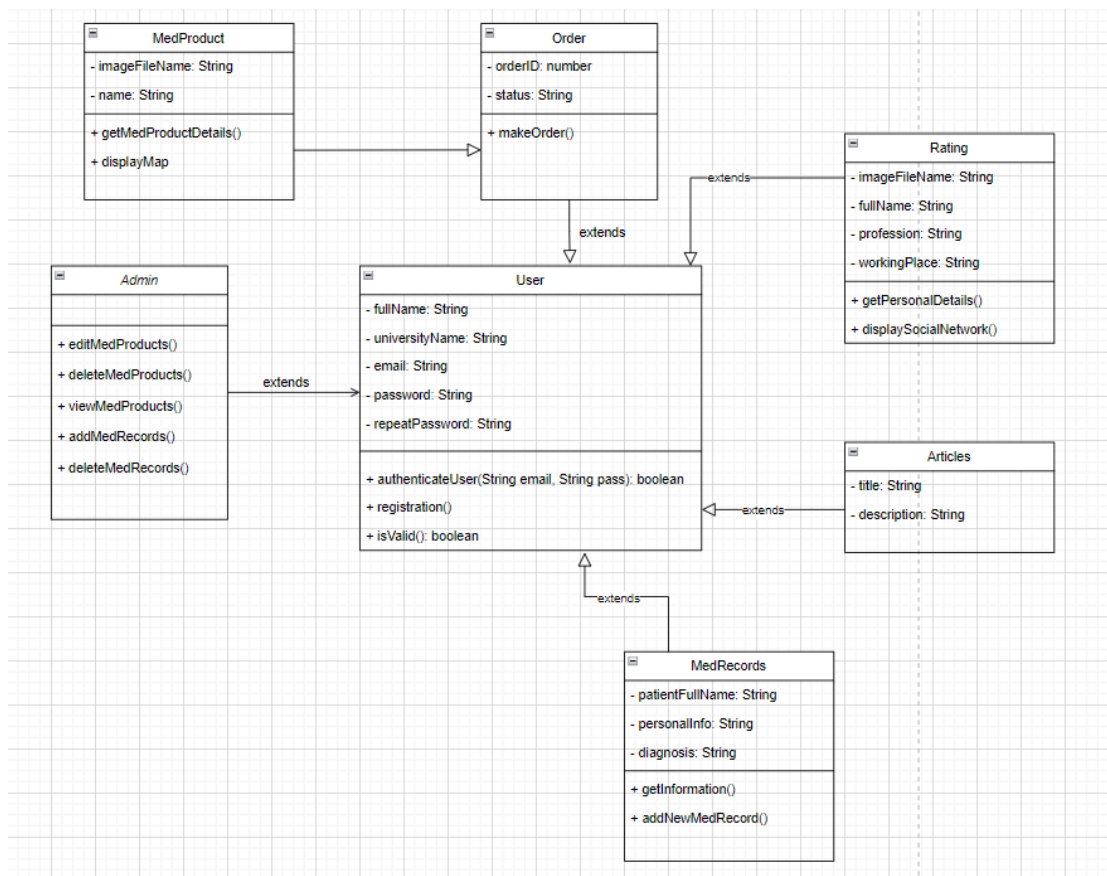 MedProduct
- imageFileName: String
- name: String
+ getMedProductDetails()
+ displayMap
Order
- orderID: number
- status: String
+ makeOrder()
extends
Rating
- imageFileName: String
- fullName: String
- profession: String
- workingPlace: String
+ getPersonalDetails()
+ displaySocialNetwork()
extends
Admin
+ editMedProducts()
+ deleteMedProducts()
+ viewMedProducts()
+ addMedRecords()
+ deleteMedRecords()
extends
User
- fullName: String
- universityName: String
- email: String
- password: String
- repeatPassword: String
+ authenticateUser(String email, String pass): boolean
+ registration()
+ isValid(): boolean
extends
Articles
- title: String
- description: String
extends
MedRecords
- patientFullName: String
- personalInfo: String
- diagnosis: String
+ getInformation()
+ addNewMedRecord()